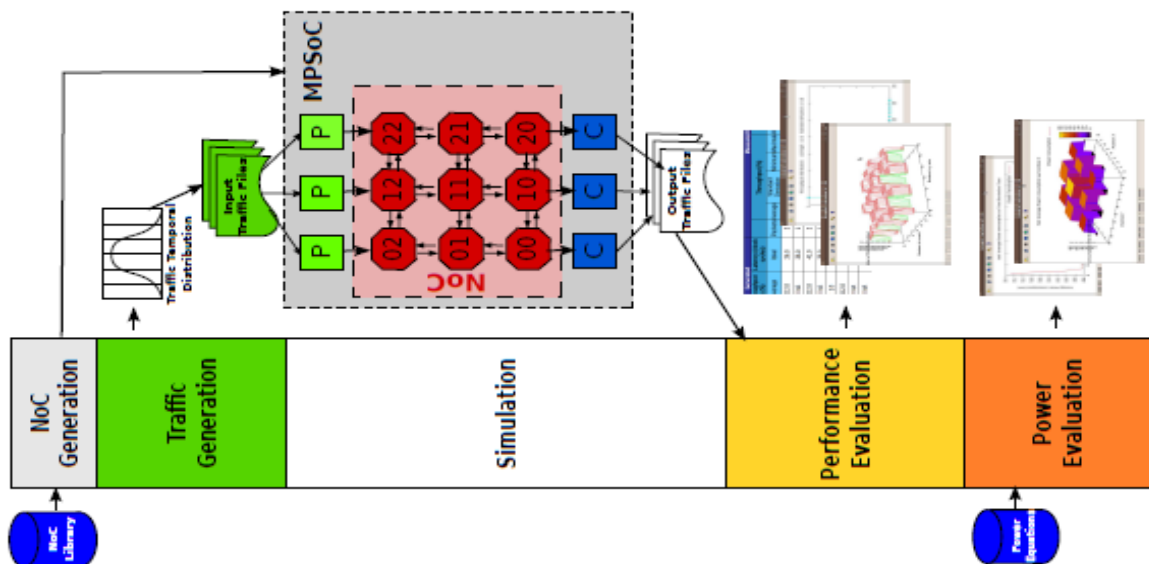 NoC
Library
NoC
Generation
Traffic
Generation
Simulation
Performance
Evaluation
Power
Evaluation
Power
Equations
Traffic Temporal
Distribution
Input
Traffic Files
MPSoC
P
P
P
NoC
02
12
22
01
11
21
00
10
20
C
C
C
Output
Traffic Files